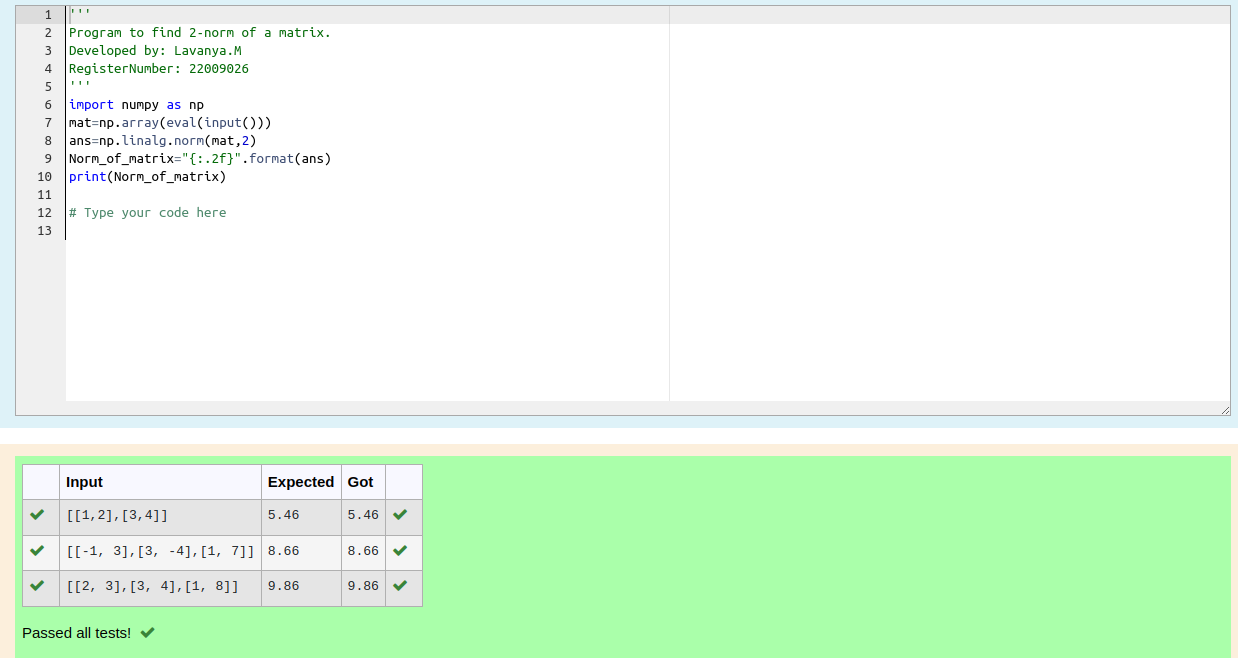 1 '''
2 Program to find 2-norm of a matrix.
3 Developed by: Lavanya.M
4 RegisterNumber: 22009026
5 '''
6 import numpy as np
7 mat=np.array(eval(input()))
8 ans=np.linalg.norm(mat,2)
9 Norm_of_matrix="{:.2f}".format(ans)
10 print(Norm_of_matrix)
11
12 # Type your code here
13
Input Expected Got
[[1,2],[3,4]] 5.46 5.46
[[-1, 3],[3, -4],[1, 7]] 8.66 8.66
[[2, 3],[3, 4],[1, 8]] 9.86 9.86
Passed all tests!